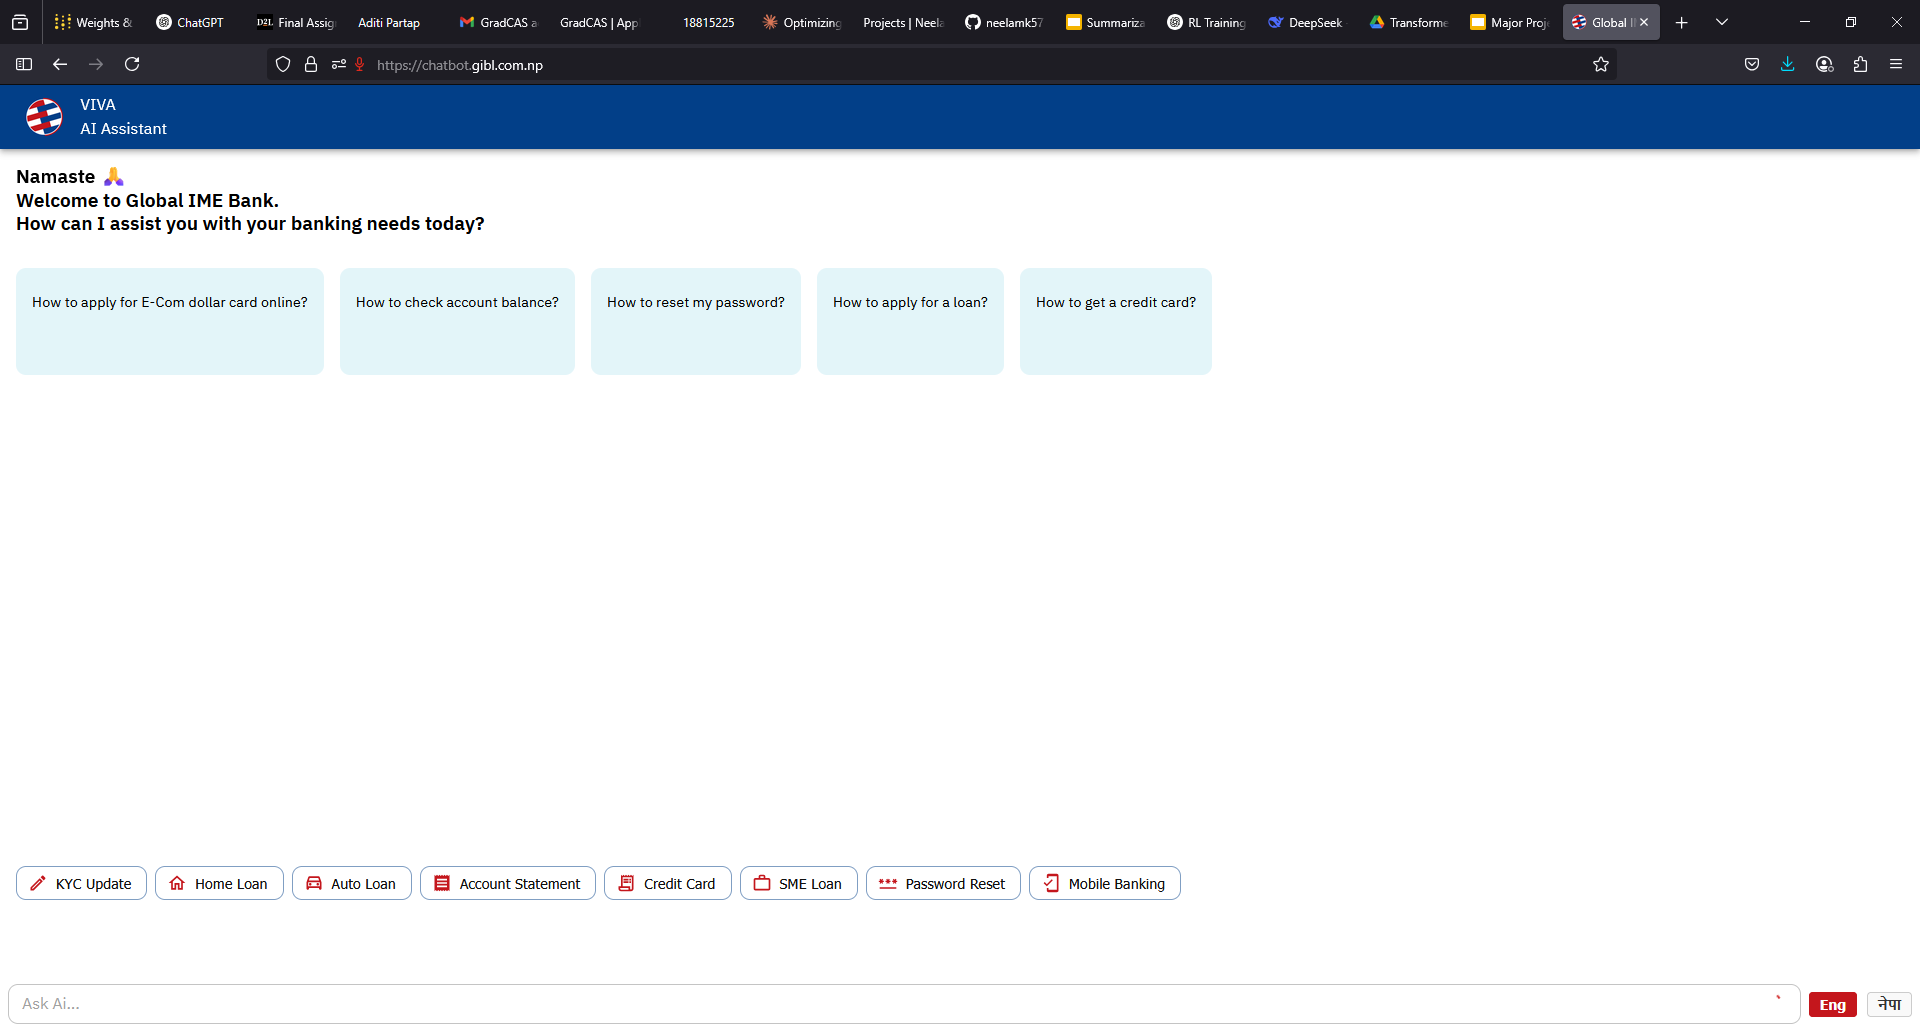 Weights &
ChatGPT
Final Assig
Aditi Partap
GradCAS a
GradCAS | App
18815225
Optimizing
Projects | Neela
neelamk57
Summariza
RL Training
DeepSeek
Transforme
Major Proj
Global I
https://chatbot.gibl.com.np
VIVA
AI Assistant
Namaste 🙏
Welcome to Global IME Bank.
How can I assist you with your banking needs today?
How to apply for E-Com dollar card online?
How to check account balance?
How to reset my password?
How to apply for a loan?
How to get a credit card?
KYC Update
Home Loan
Auto Loan
Account Statement
Credit Card
SME Loan
Password Reset
Mobile Banking
Ask Ai...
Eng
नेपा